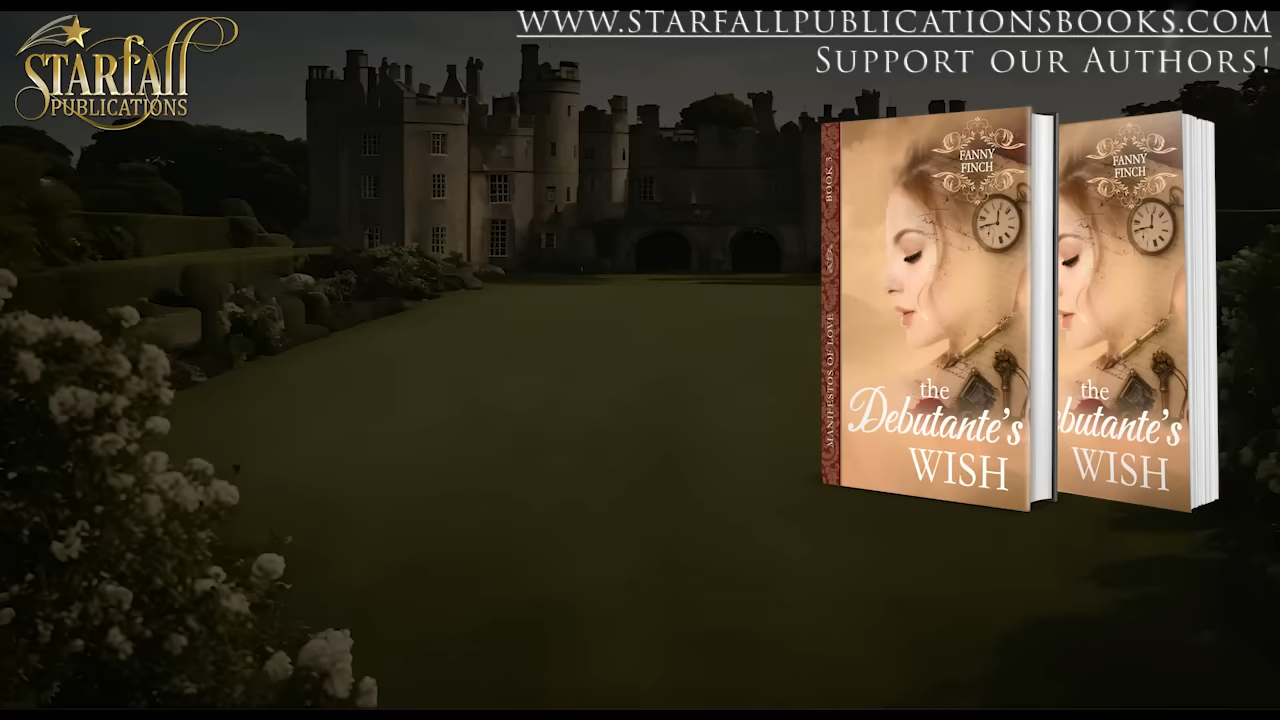 STARfall
PUBLICATIONS
WWW.STARFALLPUBLICATIONSBOOKS.COM
SUPPORT OUR AUTHORS!
BOOK 3
MANIFESTOS OF LOVE
FANNY
FINCH
the
Debutante's
WISH
FANNY
FINCH
the
ebutante's
WISH